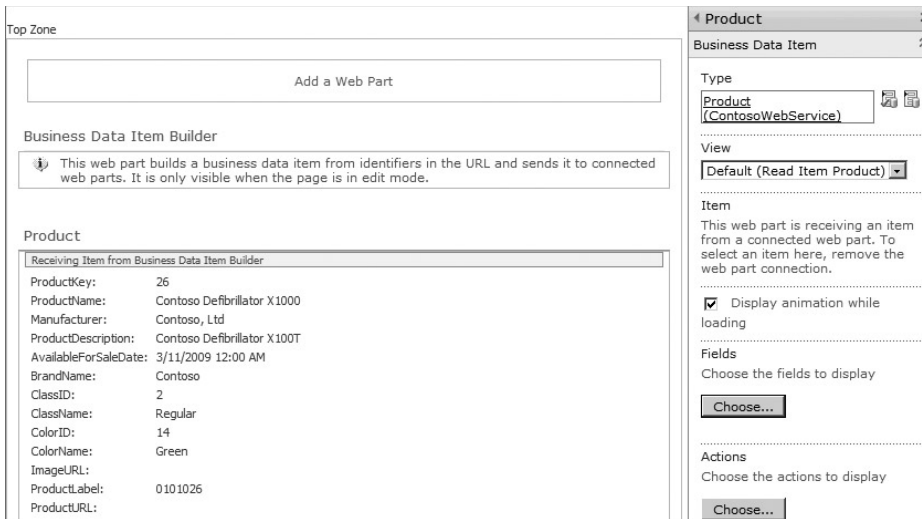 Top Zone
Add a Web Part
Business Data Item Builder
This web part builds a business data item from identifiers in the URL and sends it to connected
web parts. It is only visible when the page is in edit mode.
Product
Receiving Item from Business Data Item Builder
ProductKey: 26
ProductName: Contoso Defibrillator X1000
Manufacturer: Contoso, Ltd
ProductDescription: Contoso Defibrillator X100T
AvailableForSaleDate: 3/11/2009 12:00 AM
BrandName: Contoso
ClassID: 2
ClassName: Regular
ColorID: 14
ColorName: Green
ImageURL:
ProductLabel: 0101026
ProductURL:
Product
Business Data Item
Type
Product
(ContosoWebService)
View
Default (Read Item Product)
Item
This web part is receiving an item
from a connected web part. To
select an item here, remove the
web part connection.
Display animation while
loading
Fields
Choose the fields to display
Choose...
Actions
Choose the actions to display
Choose...